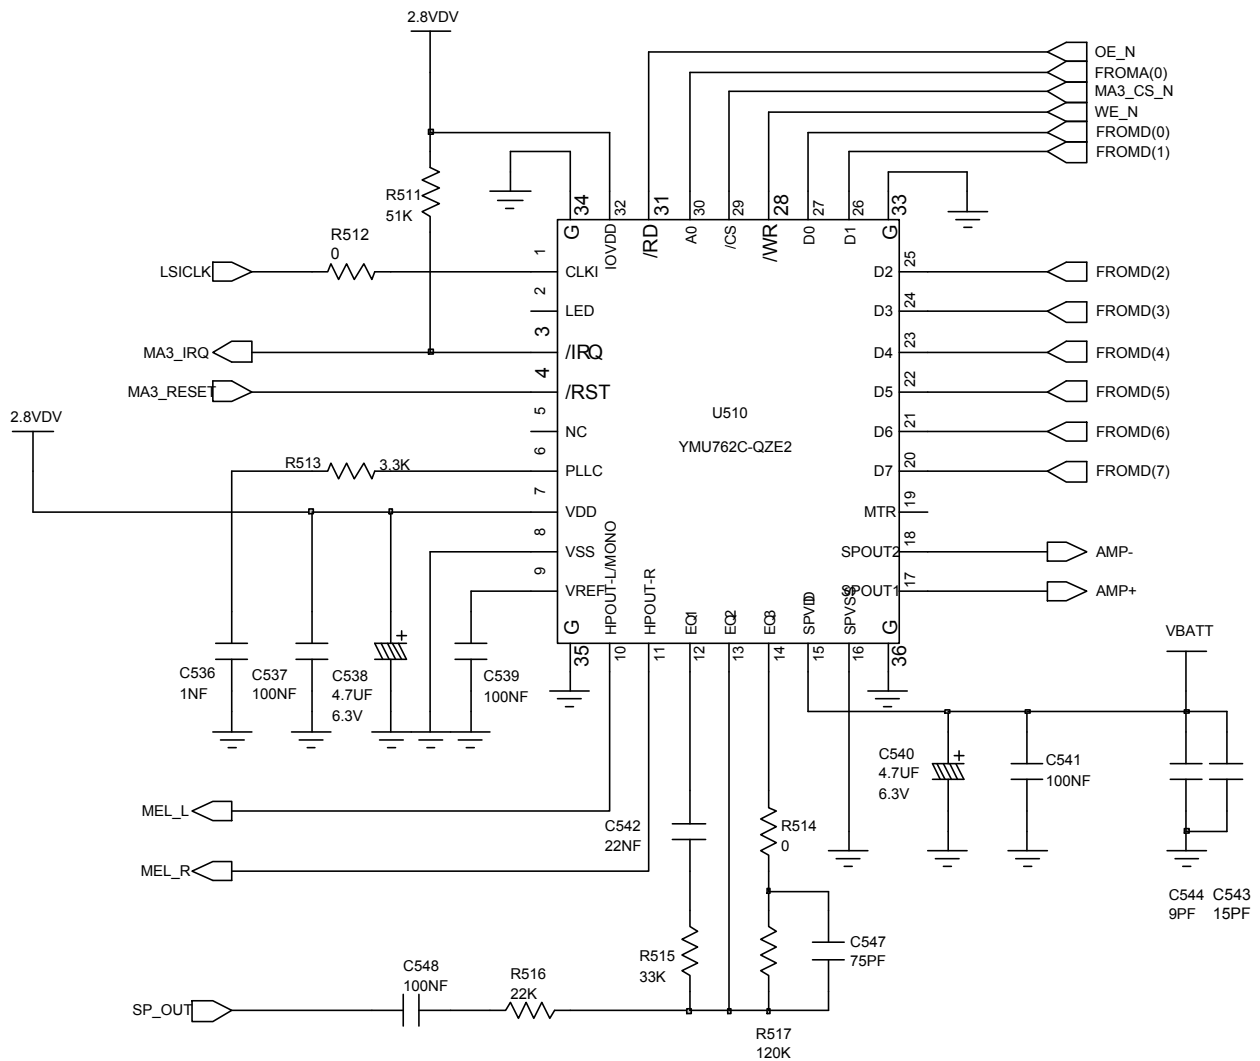 2.8VDV
OE_N
FROMA(0)
MA3_CS_N
WE_N
FROMD(0)
FROMD(1)
R511
51K
34
32
31
30
29
28
27
26
33
G
IOVDD
/RD
A0
/CS
/WR
D0
D1
G
R512
0
LSICLK
1
CLKI
D2
25
FROMD(2)
2
LED
D3
24
FROMD(3)
MA3_IRQ
3
/IRQ
D4
23
FROMD(4)
MA3_RESET
4
/RST
D5
22
FROMD(5)
2.8VDV
U510
5
NC
D6
21
FROMD(6)
YMU762C-QZE2
R513
3.3K
6
PLLC
D7
20
FROMD(7)
7
VDD
MTR
19
8
VSS
SPOUT2
18
AMP-
9
VREF
SPOUT1
17
AMP+
G
HPOUT-L/MONO
HPOUT-R
EQ1
EQ2
EQ3
SPVDD
SPVSS
G
35
10
11
12
13
14
15
16
36
VBATT
C536
1NF
C537
100NF
C538
4.7UF
6.3V
+
C539
100NF
C540
4.7UF
6.3V
+
C541
100NF
MEL_L
C542
22NF
R514
0
MEL_R
C544
9PF
C543
15PF
R515
33K
C547
75PF
C548
100NF
R516
22K
SP_OUT
R517
120K